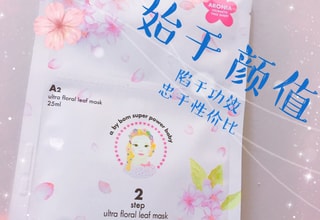 始于颜值
陷于功效
忠于性价比
A2
ultra floral leaf mask
25ml
a by bom super power baby
2
step
ultra floral leaf mask